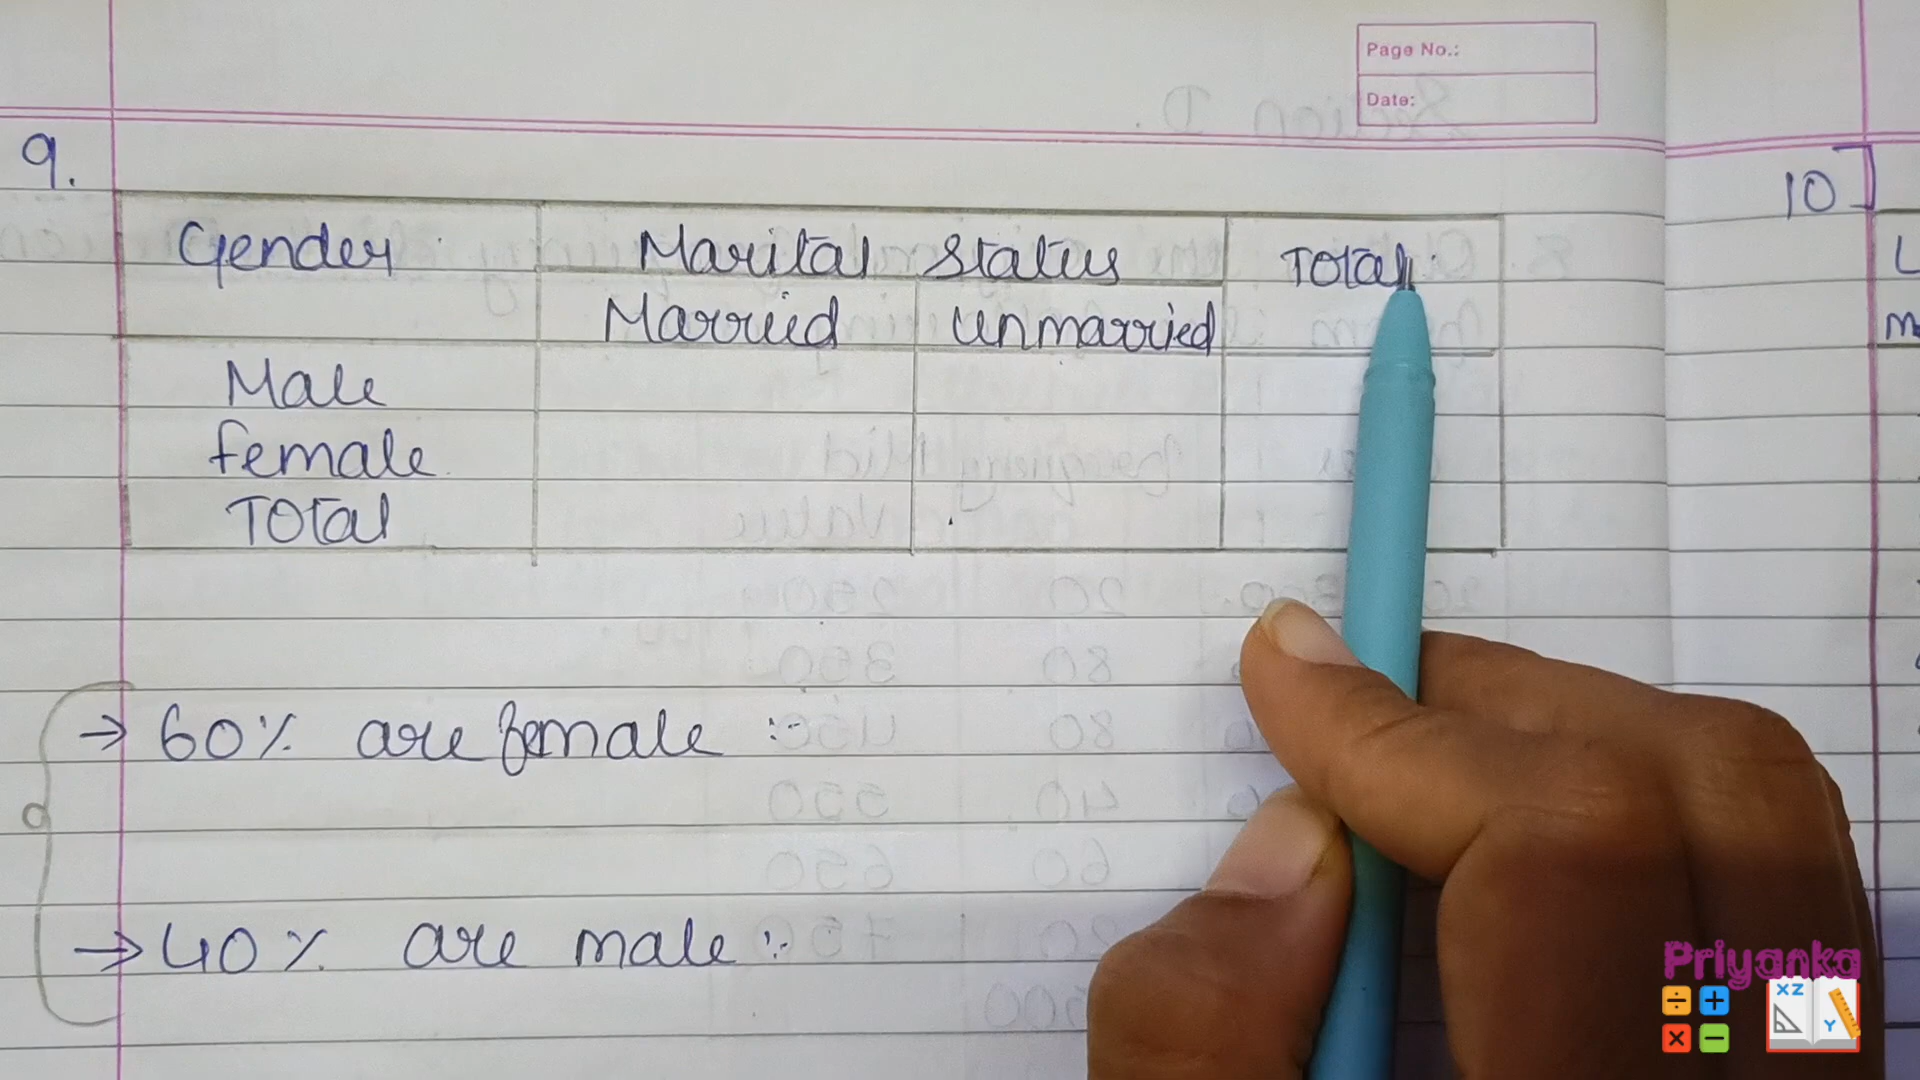 Page No.:
Date:
9.
10]
Gender Marital Status Total
Married Unmarried
Male
female
Total
→ 60% are female :-
→ 40% are male :-
Priyanka
XZ
Y